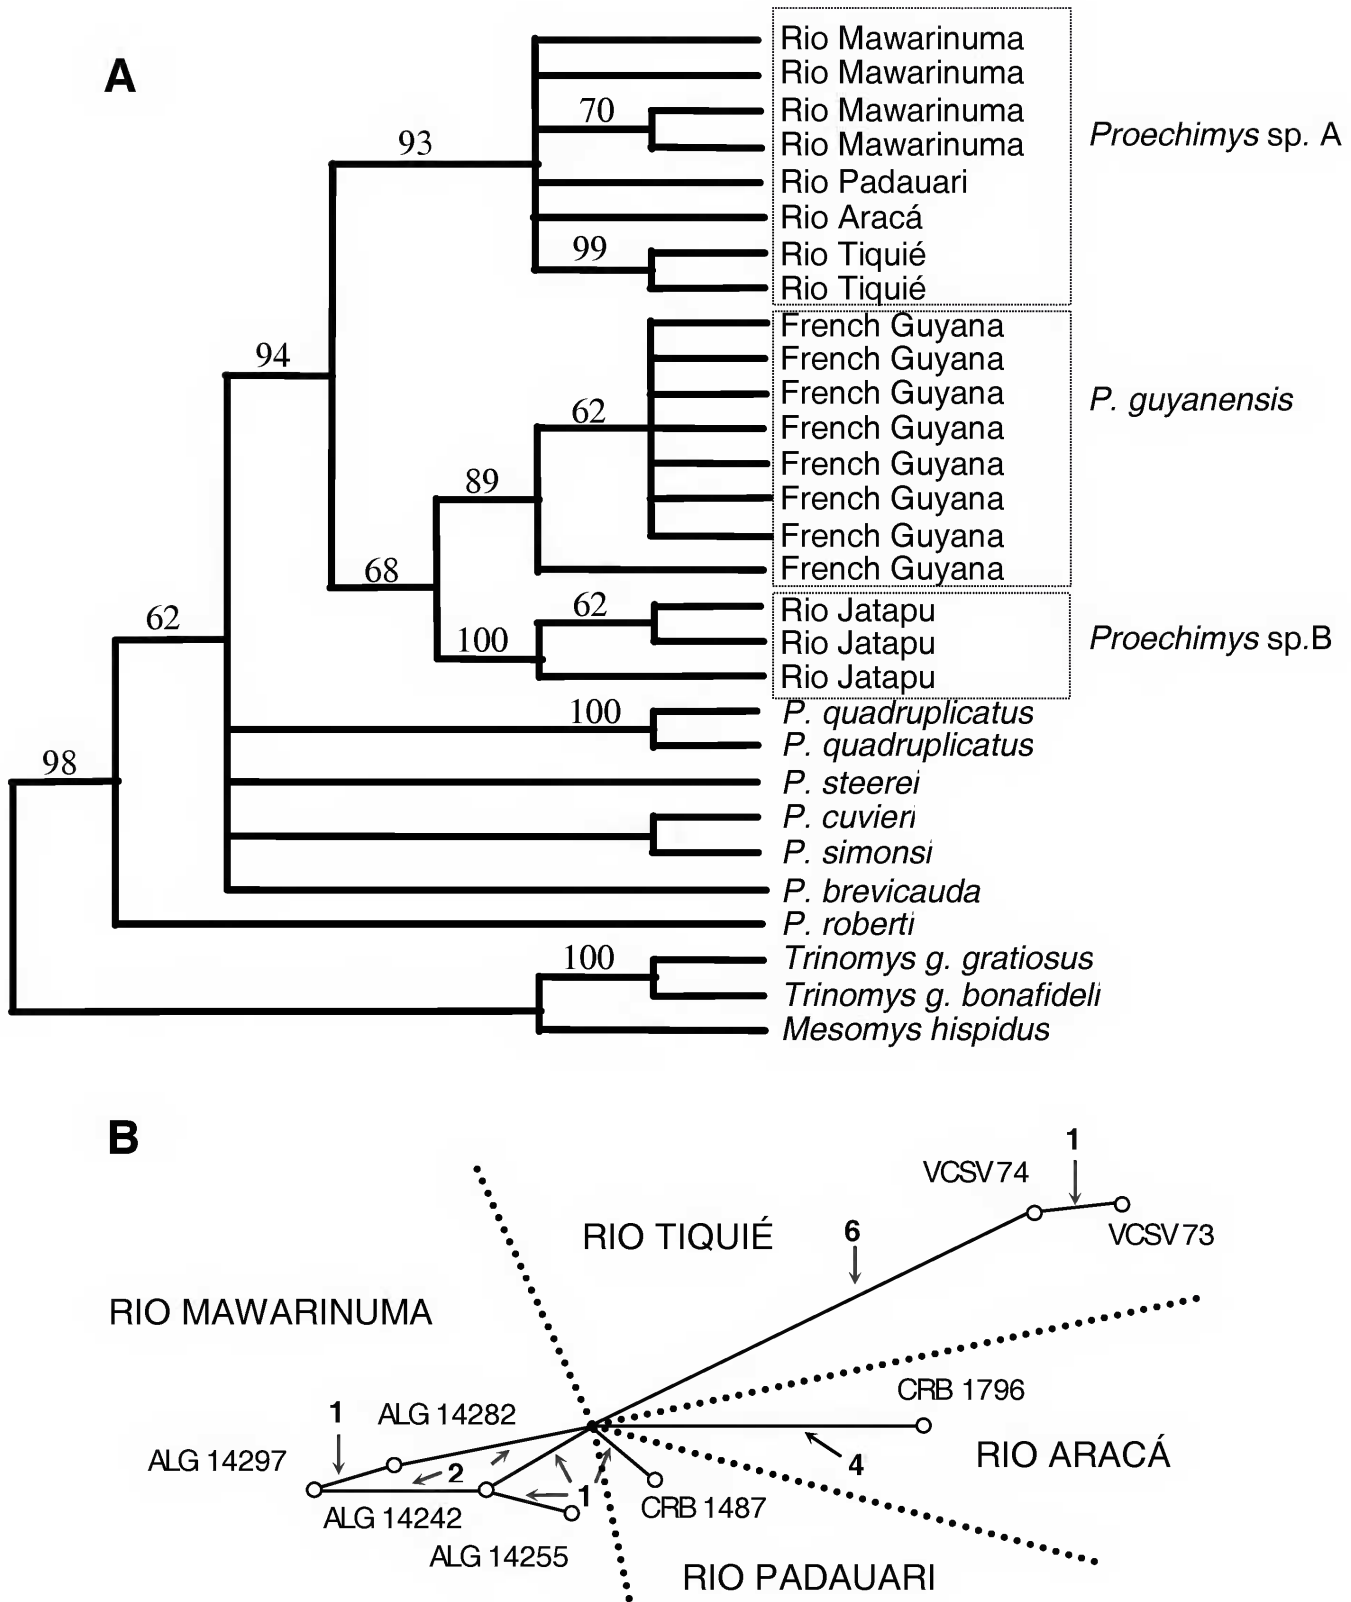 A
Rio Mawarinuma
Rio Mawarinuma
70
Rio Mawarinuma
Proechimys sp. A
93
Rio Mawarinuma
Rio Padauari
Rio Aracá
99
Rio Tiquié
Rio Tiquié
French Guyana
94
French Guyana
French Guyana
P. guyanensis
62
French Guyana
French Guyana
89
French Guyana
French Guyana
68
French Guyana
62
Rio Jatapu
62
100
Rio Jatapu
Proechimys sp.B
Rio Jatapu
100
P. quadruplicatus
P. quadruplicatus
98
P. steerei
P. cuvieri
P. simonsi
P. brevicauda
P. roberti
100
Trinomys g. gratiosus
Trinomys g. bonafideli
Mesomys hispidus
B
1
VCSV74
RIO TIQUIÉ
6
VCSV73
RIO MAWARINUMA
CRB 1796
1
ALG 14282
RIO ARACÁ
ALG 14297
2
4
1
CRB 1487
ALG 14242
ALG 14255
RIO PADAUARI